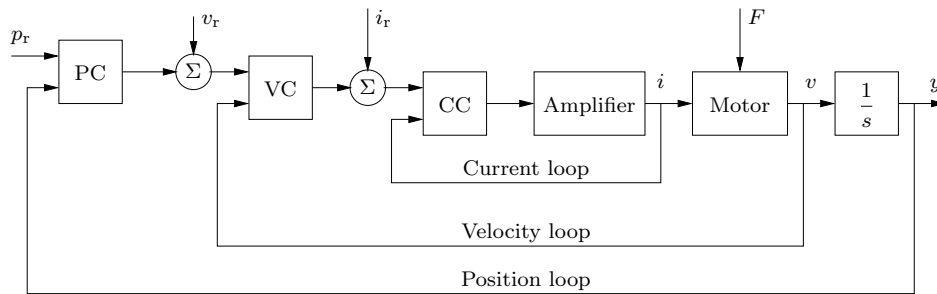 p_r
v_r
i_r
F
PC
Σ
VC
Σ
CC
Amplifier
i
Motor
v
1
s
y
Current loop
Velocity loop
Position loop